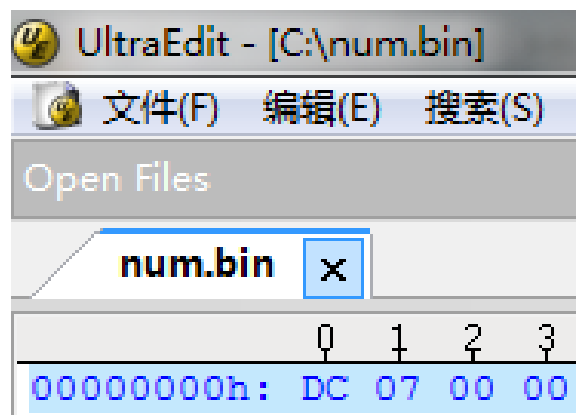 UltraEdit - [C:\num.bin]
文件(F) 编辑(E) 搜索(S)
Open Files
num.bin ×
0 1 2 3
00000000h: DC 07 00 00